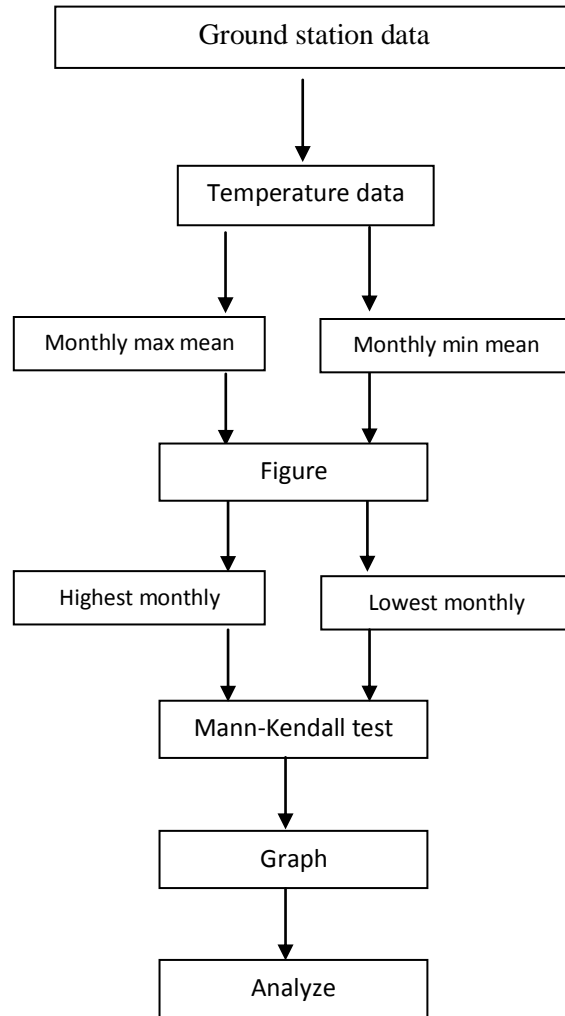 Ground station data
Temperature data
Monthly max mean
Monthly min mean
Figure
Highest monthly
Lowest monthly
Mann-Kendall test
Graph
Analyze